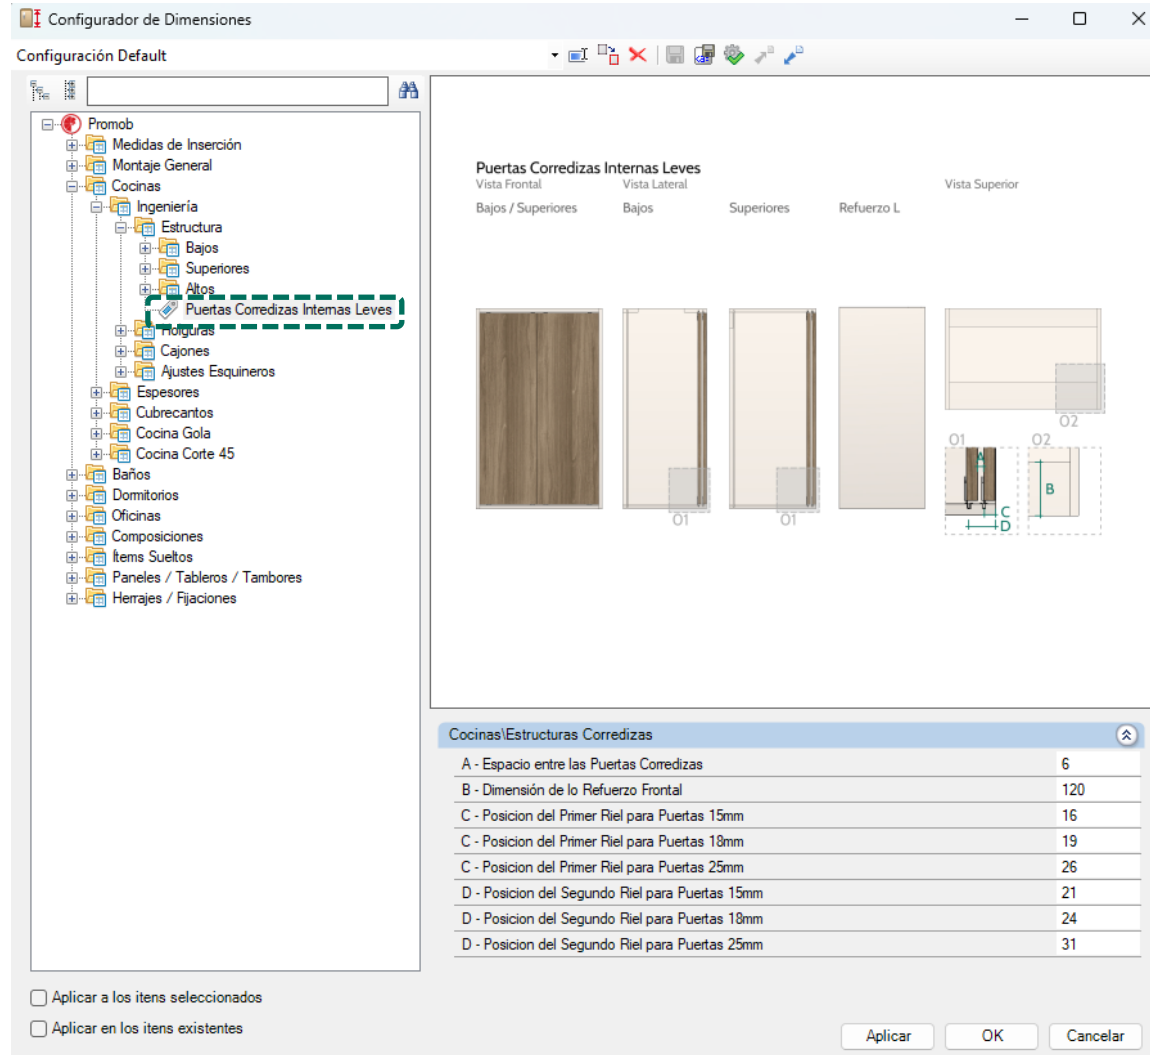 Configurador de Dimensiones
Configuración Default
Promob
Medidas de Inserción
Montaje General
Cocinas
Ingeniería
Estructura
Bajos
Superiores
Altos
Puertas Corredizas Internas Leves
Holguras
Cajones
Ajustes Esquineros
Espesores
Cubrecantos
Cocina Gola
Cocina Corte 45
Baños
Dormitorios
Oficinas
Composiciones
Ítems Sueltos
Paneles / Tableros / Tambores
Herrajes / Fijaciones
Puertas Corredizas Internas Leves
Vista Frontal Vista Lateral Vista Superior
Bajos / Superiores Bajos Superiores Refuerzo L
O1 O1
O2
O1 O2
A
B
C
D
Cocinas\Estructuras Corredizas
A - Espacio entre las Puertas Corredizas 6
B - Dimensión de lo Refuerzo Frontal 120
C - Posicion del Primer Riel para Puertas 15mm 16
C - Posicion del Primer Riel para Puertas 18mm 19
C - Posicion del Primer Riel para Puertas 25mm 26
D - Posicion del Segundo Riel para Puertas 15mm 21
D - Posicion del Segundo Riel para Puertas 18mm 24
D - Posicion del Segundo Riel para Puertas 25mm 31
Aplicar a los itens seleccionados
Aplicar en los itens existentes
Aplicar OK Cancelar